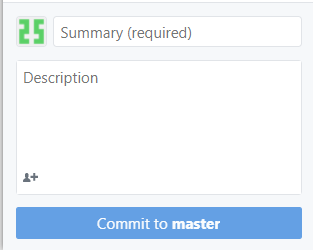 Summary (required)
Description
Commit to master